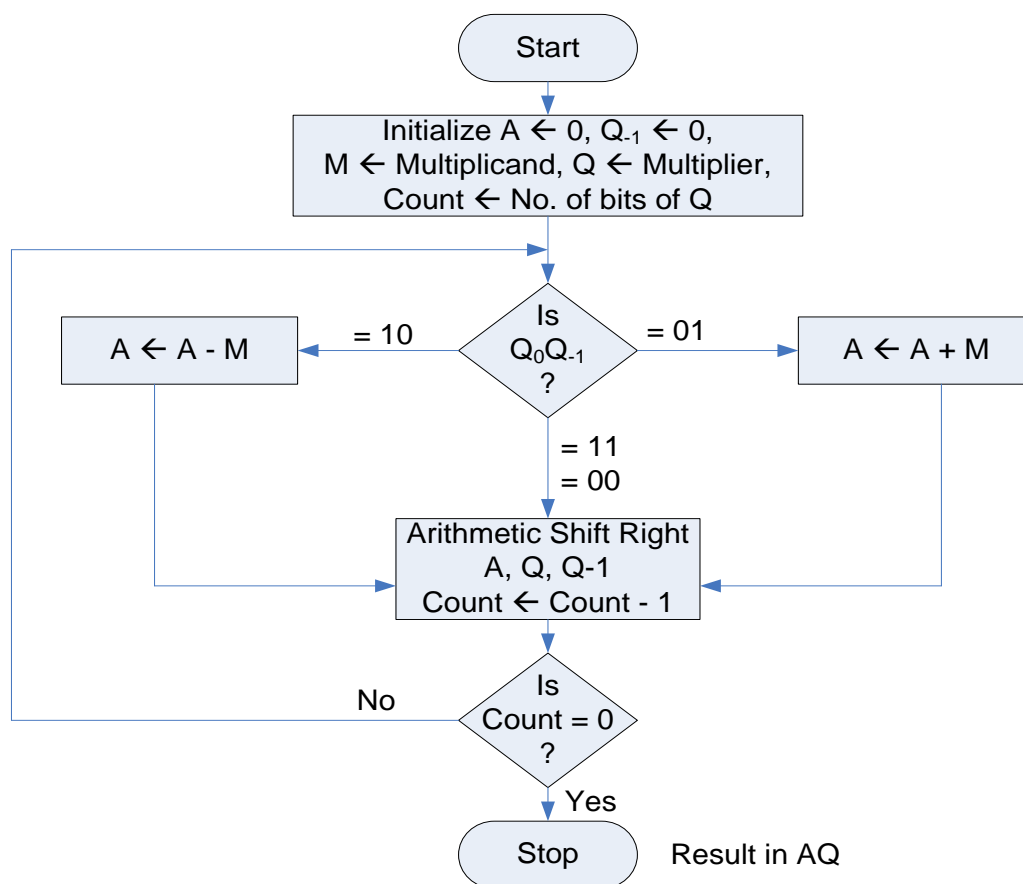 Start
Initialize A ← 0, Q₋₁ ← 0,
M ← Multiplicand, Q ← Multiplier,
Count ← No. of bits of Q
Is
Q₀Q₋₁
?
= 10
= 01
A ← A - M
A ← A + M
= 11
= 00
Arithmetic Shift Right
A, Q, Q-1
Count ← Count - 1
Is
Count = 0
?
No
Yes
Stop
Result in AQ